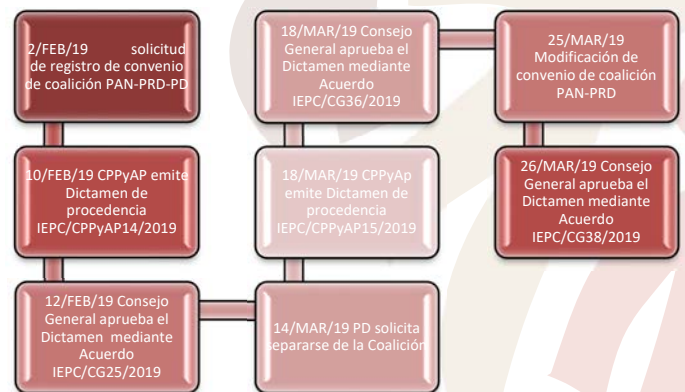 2/FEB/19 solicitud
de registro de convenio
de coalición PAN-PRD-PD
10/FEB/19 CPPyAP emite
Dictamen de
procedencia
IEPC/CPPyAP14/2019
12/FEB/19 Consejo
General aprueba el
Dictamen mediante
Acuerdo
IEPC/CG25/2019
14/MAR/19 PD solicita
separarse de la Coalición
18/MAR/19 CPPyAp
emite Dictamen de
procedencia
IEPC/CPPyAP15/2019
18/MAR/19 Consejo
General aprueba el
Dictamen mediante
Acuerdo
IEPC/CG36/2019
25/MAR/19
Modificación de
convenio de coalición
PAN-PRD
26/MAR/19 Consejo
General aprueba el
Dictamen mediante
Acuerdo
IEPC/CG38/2019